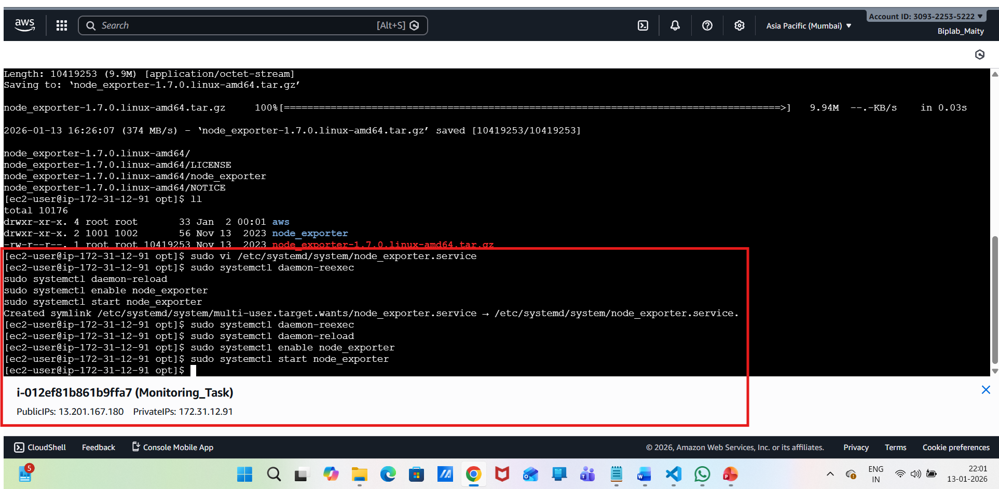 aws
Search [Alt+S]
Asia Pacific (Mumbai) ▼
Account ID: 3093-2253-5222 ▼
Biplab_Maity
Length: 10419253 (9.9M) [application/octet-stream]
Saving to: ‘node_exporter-1.7.0.linux-amd64.tar.gz’
node_exporter-1.7.0.linux-amd64.tar.gz 100%[=====================================================================================>] 9.94M --.-KB/s in 0.03s
2026-01-13 16:26:07 (374 MB/s) - ‘node_exporter-1.7.0.linux-amd64.tar.gz’ saved [10419253/10419253]
node_exporter-1.7.0.linux-amd64/
node_exporter-1.7.0.linux-amd64/LICENSE
node_exporter-1.7.0.linux-amd64/node_exporter
node_exporter-1.7.0.linux-amd64/NOTICE
[ec2-user@ip-172-31-12-91 opt]$ ll
total 10176
drwxr-xr-x. 4 root root 33 Jan 2 00:01 aws
drwxr-xr-x. 2 1001 1002 56 Nov 13 2023 node_exporter
-rw-r--r--. 1 root root 10419253 Nov 13 2023 node_exporter-1.7.0.linux-amd64.tar.gz
[ec2-user@ip-172-31-12-91 opt]$ sudo vi /etc/systemd/system/node_exporter.service
[ec2-user@ip-172-31-12-91 opt]$ sudo systemctl daemon-reexec
sudo systemctl daemon-reload
sudo systemctl enable node_exporter
sudo systemctl start node_exporter
Created symlink /etc/systemd/system/multi-user.target.wants/node_exporter.service → /etc/systemd/system/node_exporter.service.
[ec2-user@ip-172-31-12-91 opt]$ sudo systemctl daemon-reexec
[ec2-user@ip-172-31-12-91 opt]$ sudo systemctl daemon-reload
[ec2-user@ip-172-31-12-91 opt]$ sudo systemctl enable node_exporter
[ec2-user@ip-172-31-12-91 opt]$ sudo systemctl start node_exporter
[ec2-user@ip-172-31-12-91 opt]$
i-012ef81b861b9ffa7 (Monitoring_Task)
PublicIPs: 13.201.167.180 PrivateIPs: 172.31.12.91
CloudShell Feedback Console Mobile App © 2026, Amazon Web Services, Inc. or its affiliates. Privacy Terms Cookie preferences
5
ENG
IN
22:01
13-01-2026